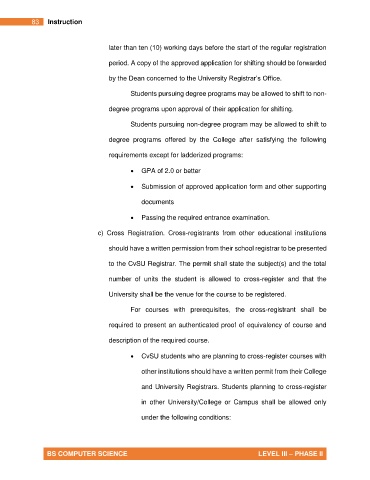 83 Instruction
later than ten (10) working days before the start of the regular registration
period. A copy of the approved application for shifting should be forwarded
by the Dean concerned to the University Registrar's Office.
Students pursuing degree programs may be allowed to shift to non-
degree programs upon approval of their application for shifting.
Students pursuing non-degree program may be allowed to shift to
degree programs offered by the College after satisfying the following
requirements except for ladderized programs:
• GPA of 2.0 or better
• Submission of approved application form and other supporting
documents
• Passing the required entrance examination.
c) Cross Registration. Cross-registrants from other educational institutions
should have a written permission from their school registrar to be presented
to the CvSU Registrar. The permit shall state the subject(s) and the total
number of units the student is allowed to cross-register and that the
University shall be the venue for the course to be registered.
For courses with prerequisites, the cross-registrant shall be
required to present an authenticated proof of equivalency of course and
description of the required course.
• CvSU students who are planning to cross-register courses with
other institutions should have a written permit from their College
and University Registrars. Students planning to cross-register
in other University/College or Campus shall be allowed only
under the following conditions:
BS COMPUTER SCIENCE LEVEL III – PHASE II